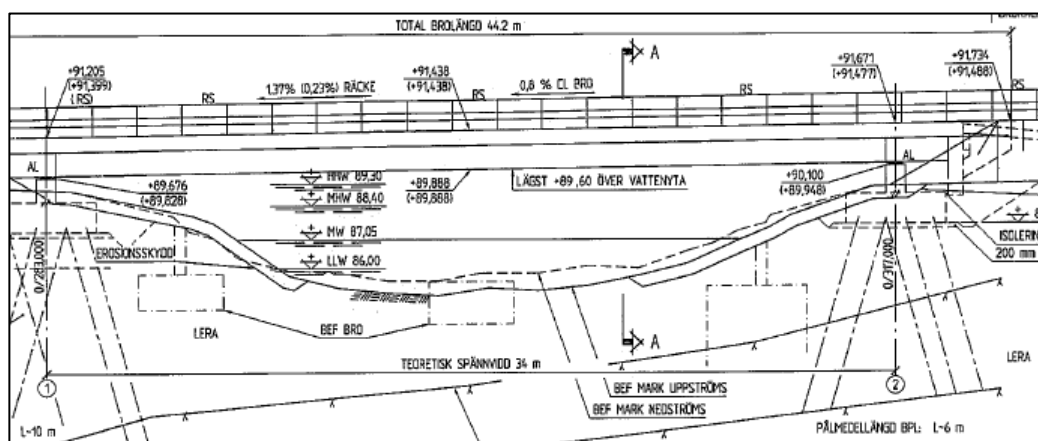 TOTAL BROLÄNGD 44.2 m
A
+91,205
(+91,399)
(RS)
RS
1.37% (0,23%) RÄCKE
+91,438
(+91,438)
RS
0,8 % CL BRO
RS
+91,671
(+91,477)
+91,734
(+91,488)
RS
AL
AL
+89,676
(+89,828)
HHW 89,30
MHW 88,40
MW 87,05
LLW 86,00
+89,888
(+89,888)
LÄGST +89,60 ÖVER VATTENYTA
+90,100
(+89,948)
8
ISOLERIN
200 mm
EROSIONSSKYDD
0/283,000
0/317,000
LERA
BEF BRO
A
LERA
TEORETISK SPÄNNVIDD 34 m
1
2
BEF MARK UPPSTRÖMS
BEF MARK NEDSTRÖMS
L-10 m
PÅLMEDELLÄNGD BPL: L-6 m